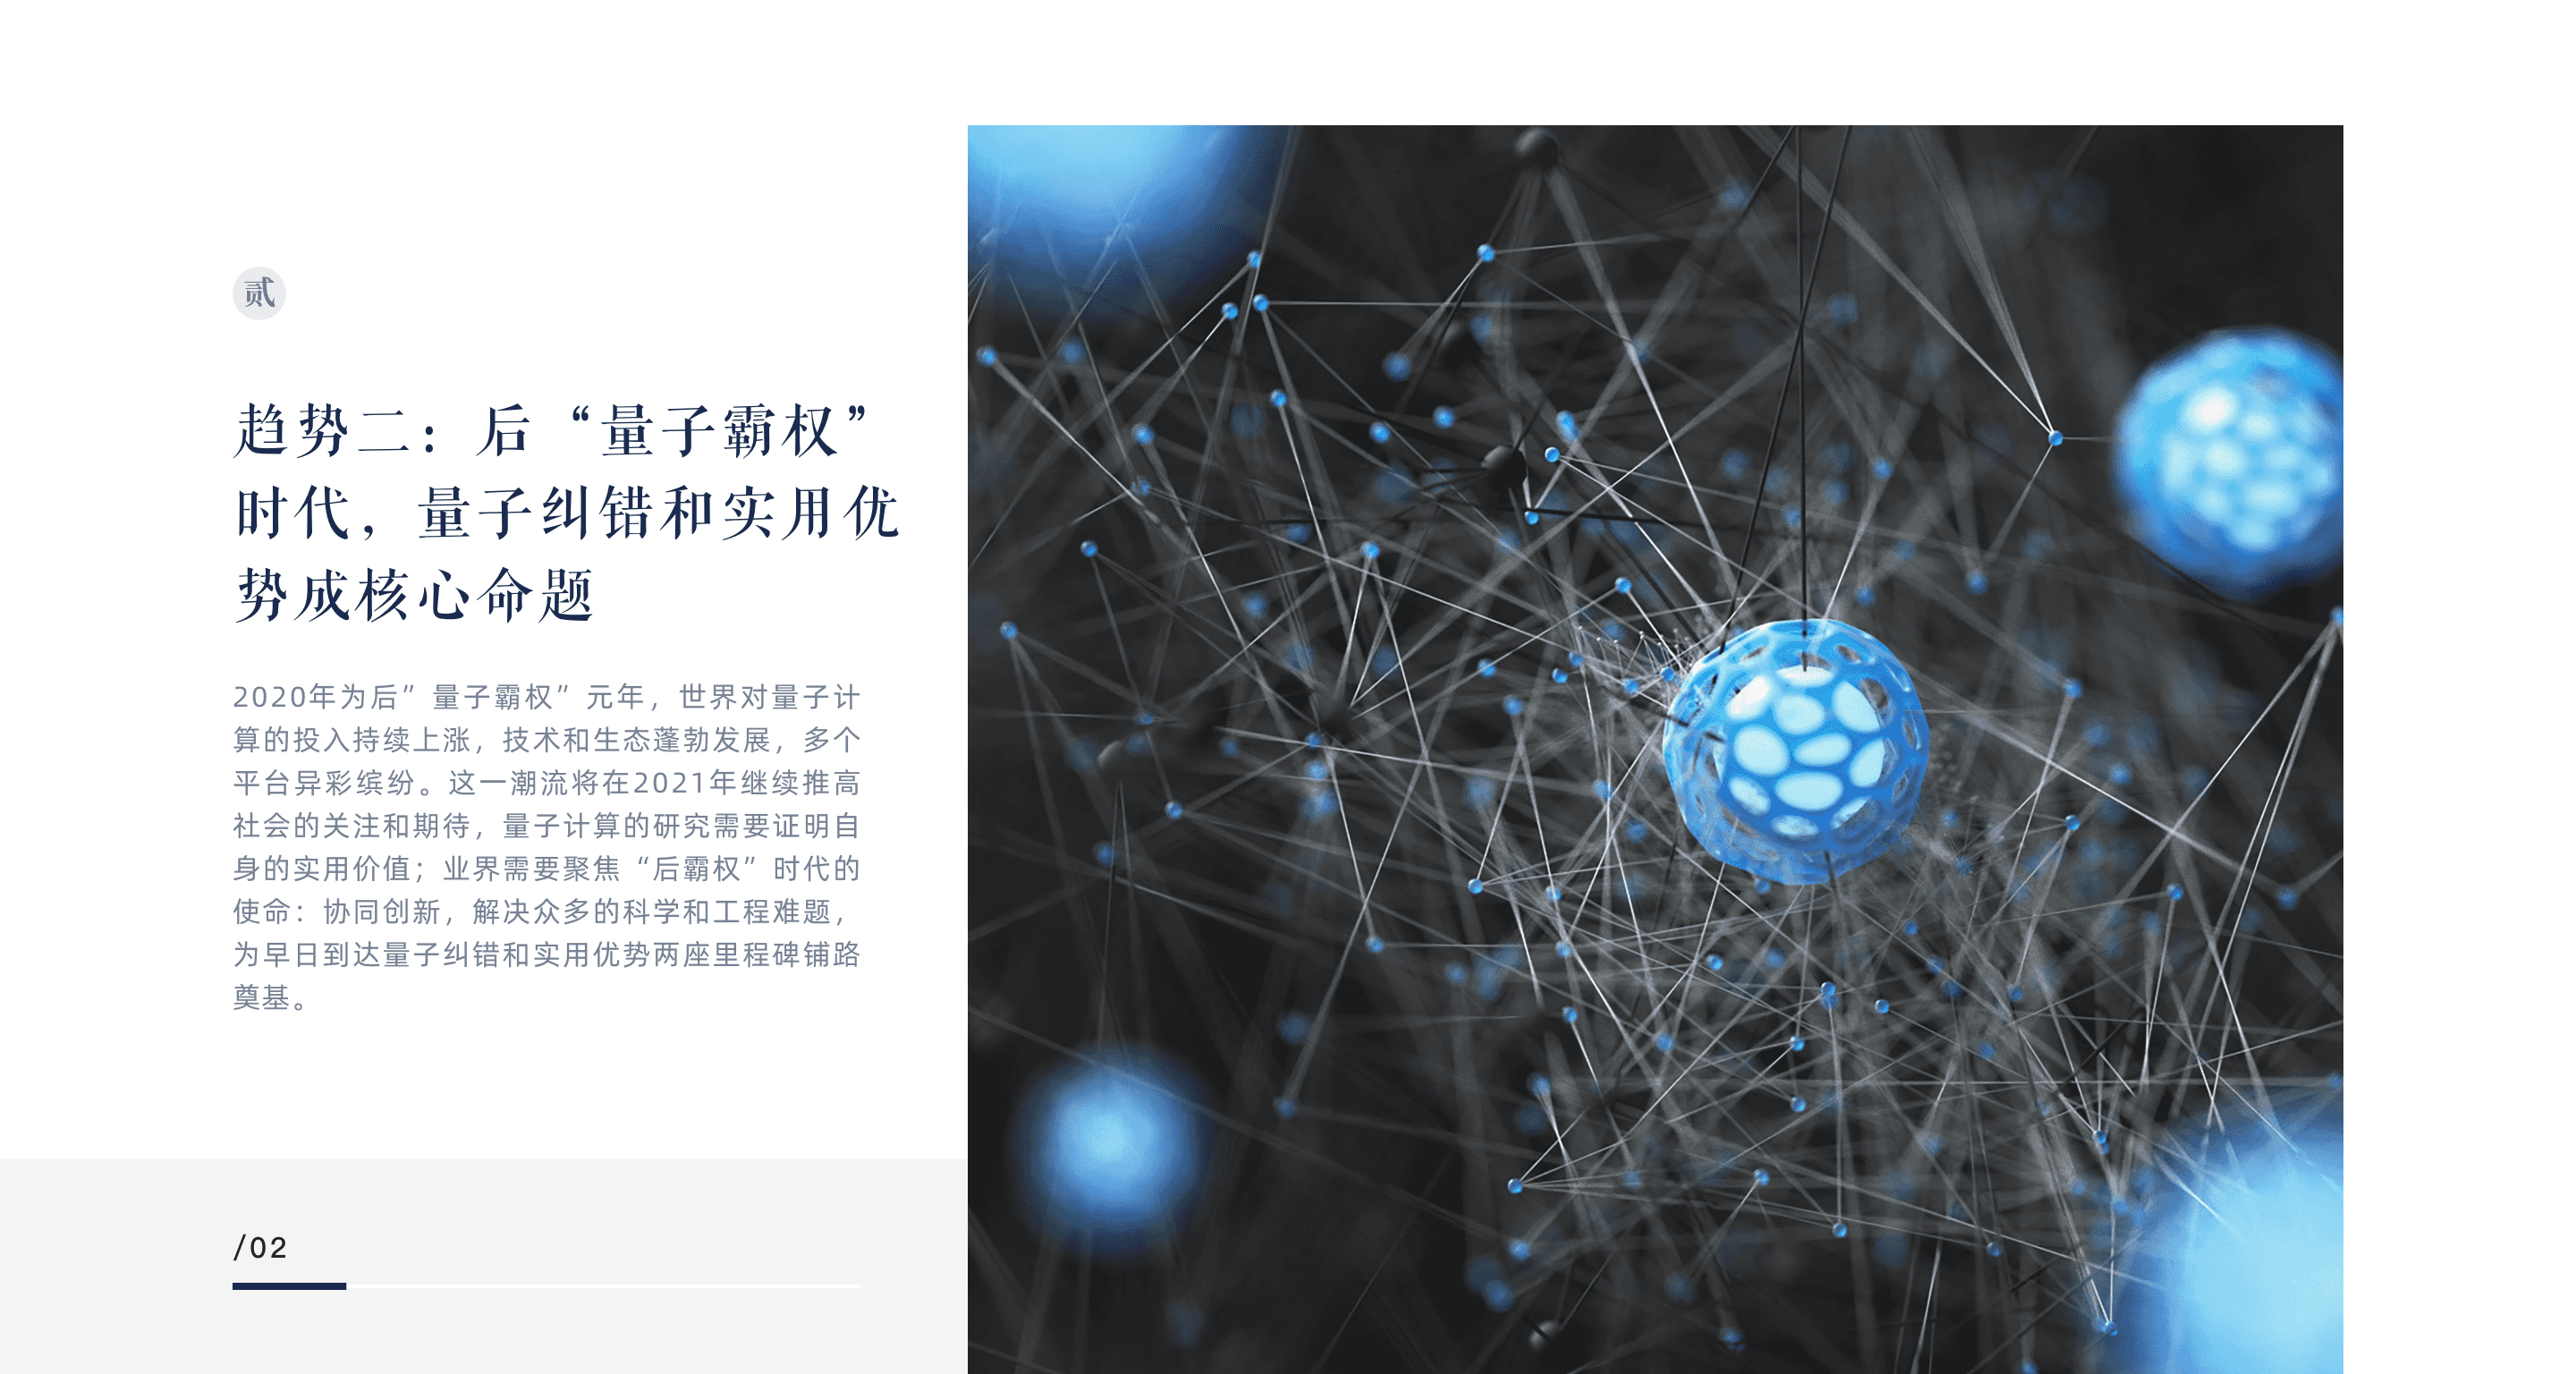 贰
趋势二：后“量子霸权”
时代，量子纠错和实用优
势成核心命题
2020年为后”量子霸权”元年，世界对量子计
算的投入持续上涨，技术和生态蓬勃发展，多个
平台异彩缤纷。这一潮流将在2021年继续推高
社会的关注和期待，量子计算的研究需要证明自
身的实用价值；业界需要聚焦“后霸权”时代的
使命：协同创新，解决众多的科学和工程难题，
为早日到达量子纠错和实用优势两座里程碑铺路
奠基。
/02